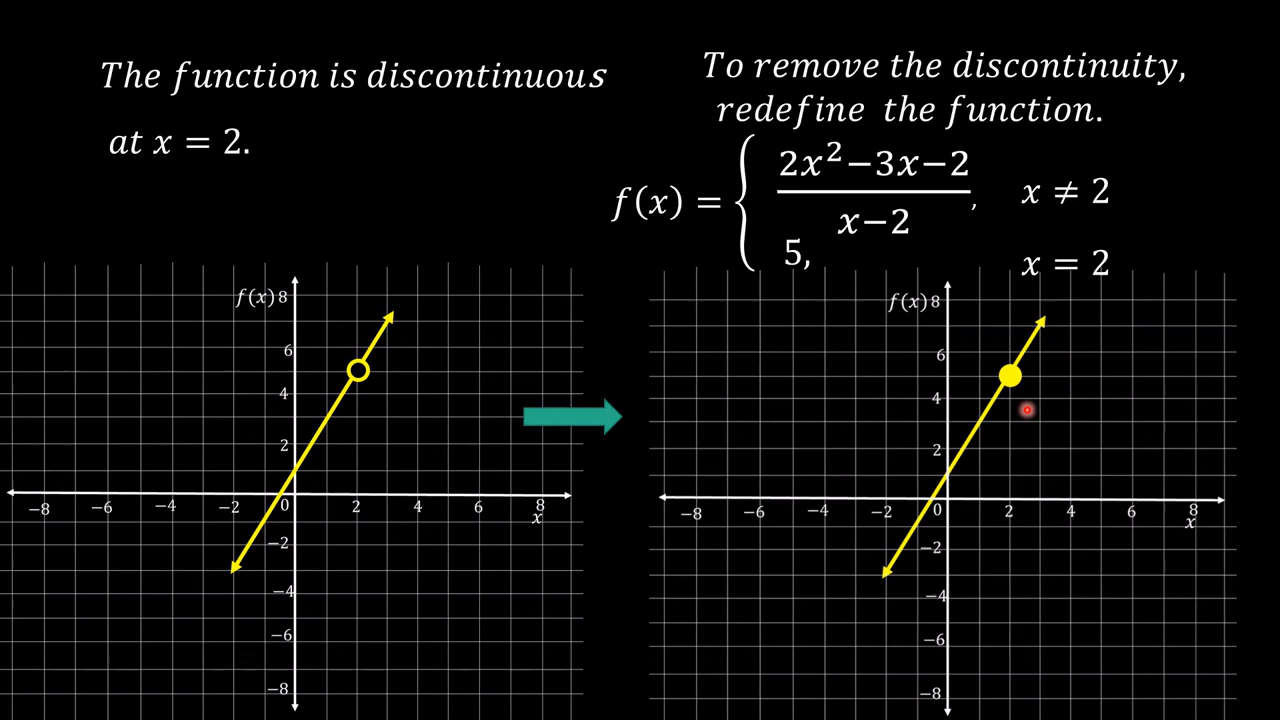 The function is discontinuous
at x = 2.
To remove the discontinuity,
redefine the function.
f(x) = { 2x²−3x−2
x−2 , x ≠ 2
5, x = 2
f(x) 8
6
4
2
−8 −6 −4 −2 0 2 4 6 8
x
−2
−4
−6
−8
f(x) 8
6
4
2
−8 −6 −4 −2 0 2 4 6 8
x
−2
−4
−6
−8